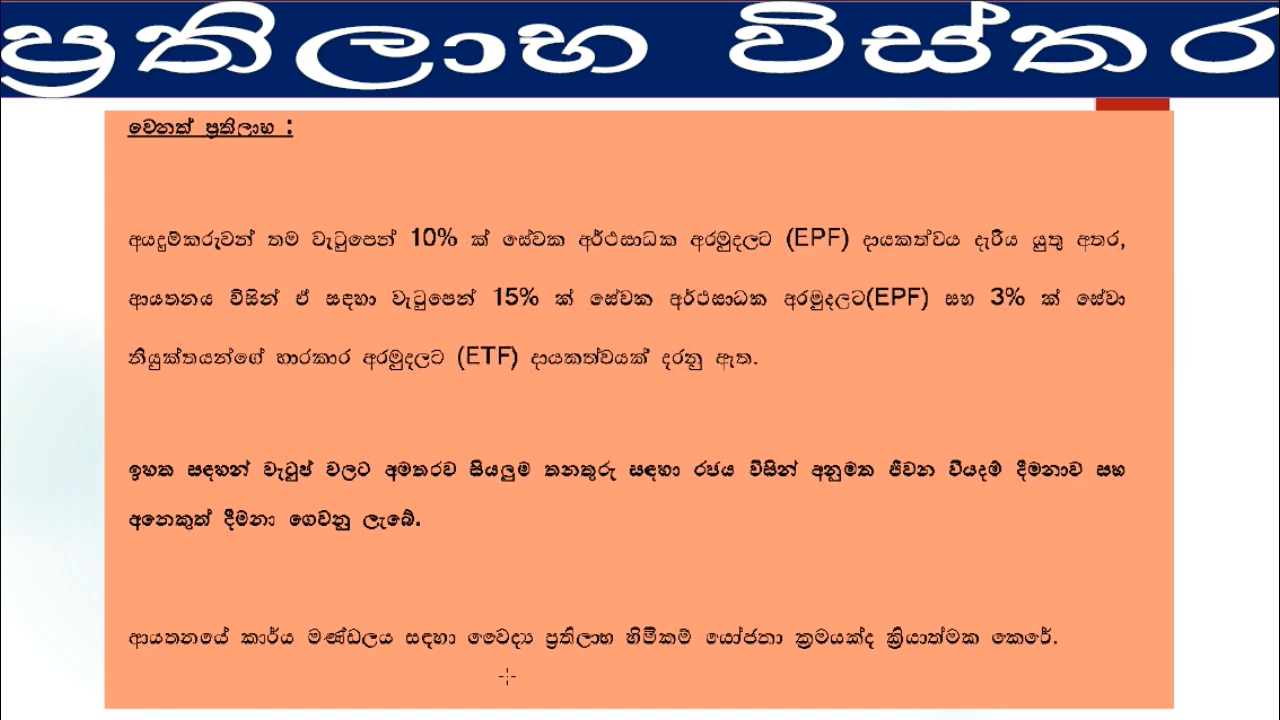 ප්‍රතිලාභ විස්තර
වෙනත් ප්‍රතිලාභ :
අයදුම්කරුවන් තම වැටුපෙන් 10% ක් සේවක අර්ථසාධක අරමුදලට (EPF) දායකත්වය දැරීය යුතු අතර,
ආයතනය විසින් ඒ සඳහා වැටුපෙන් 15% ක් සේවක අර්ථසාධක අරමුදලට(EPF) සහ 3% ක් සේවා
නියුක්තයන්ගේ භාරකාර අරමුදලට (ETF) දායකත්වයක් දරනු ඇත.
ඉහත සඳහන් වැටුප් වලට අමතරව සියලුම තනතුරු සඳහා රජය විසින් අනුමත ජීවන වියදම් දීමනාව සහ
අනෙකුත් දීමනා ගෙවනු ලැබේ.
ආයතනයේ කාර්ය මණ්ඩලය සඳහා වෛද්‍ය ප්‍රතිලාභ හිමිකම් යෝජනා ක්‍රමයක්ද ක්‍රියාත්මක කෙරේ.